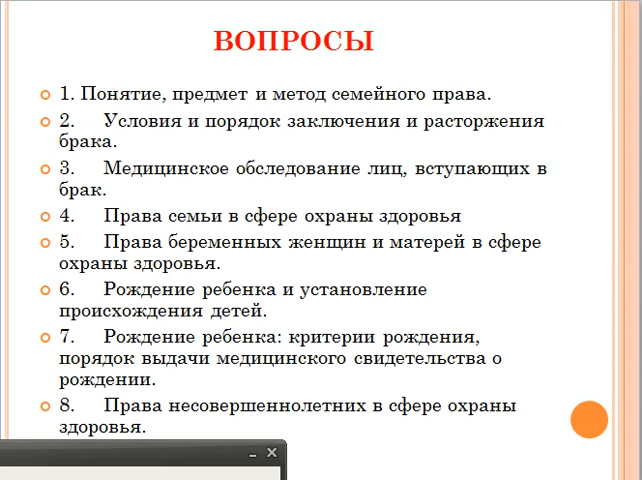 ВОПРОСЫ
1. Понятие, предмет и метод семейного права.
2. Условия и порядок заключения и расторжения
брака.
3. Медицинское обследование лиц, вступающих в
брак.
4. Права семьи в сфере охраны здоровья
5. Права беременных женщин и матерей в сфере
охраны здоровья.
6. Рождение ребенка и установление
происхождения детей.
7. Рождение ребенка: критерии рождения,
порядок выдачи медицинского свидетельства о
рождении.
8. Права несовершеннолетних в сфере охраны
здоровья.